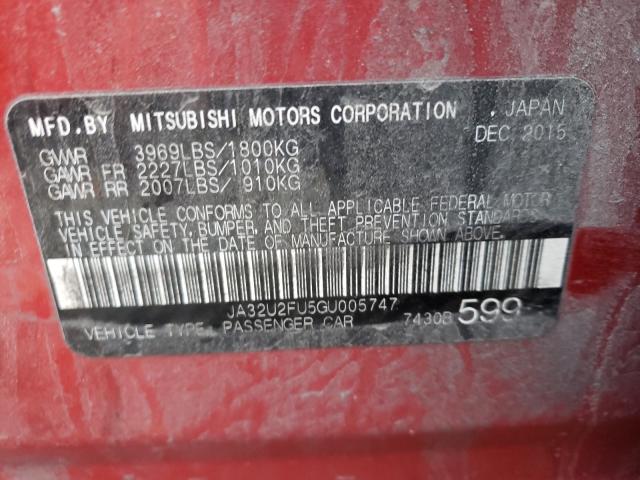 MFD.BY MITSUBISHI MOTORS CORPORATION , JAPAN
DEC 2015
GVWR 3969LBS/1800KG
GAWR FR 2227LBS/1010KG
GAWR RR 2007LBS/ 910KG
THIS VEHICLE CONFORMS TO ALL APPLICABLE FEDERAL MOTOR
VEHICLE SAFETY, BUMPER, AND THEFT PREVENTION STANDARDS
IN EFFECT ON THE DATE OF MANUFACTURE SHOWN ABOVE.
JA32U2FU5GU005747
VEHICLE TYPE: PASSENGER CAR 7430B 599